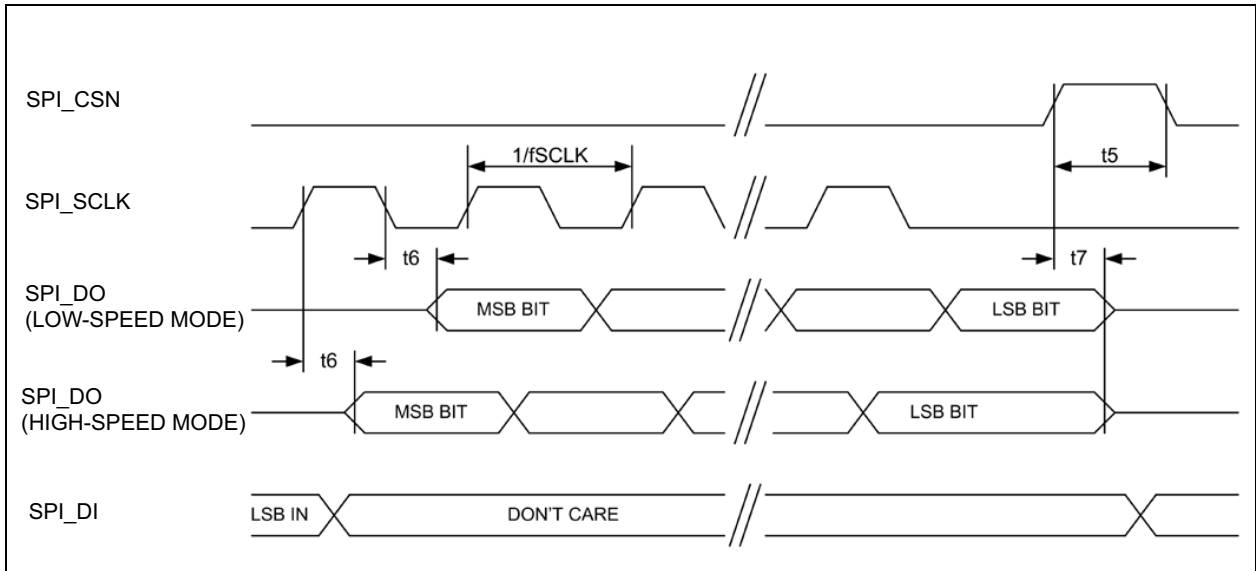 SPI_CSN
1/fSCLK
t5
SPI_SCLK
t6
t7
SPI_DO
(LOW-SPEED MODE)
MSB BIT
LSB BIT
t6
SPI_DO
(HIGH-SPEED MODE)
MSB BIT
LSB BIT
SPI_DI
LSB IN
DON'T CARE